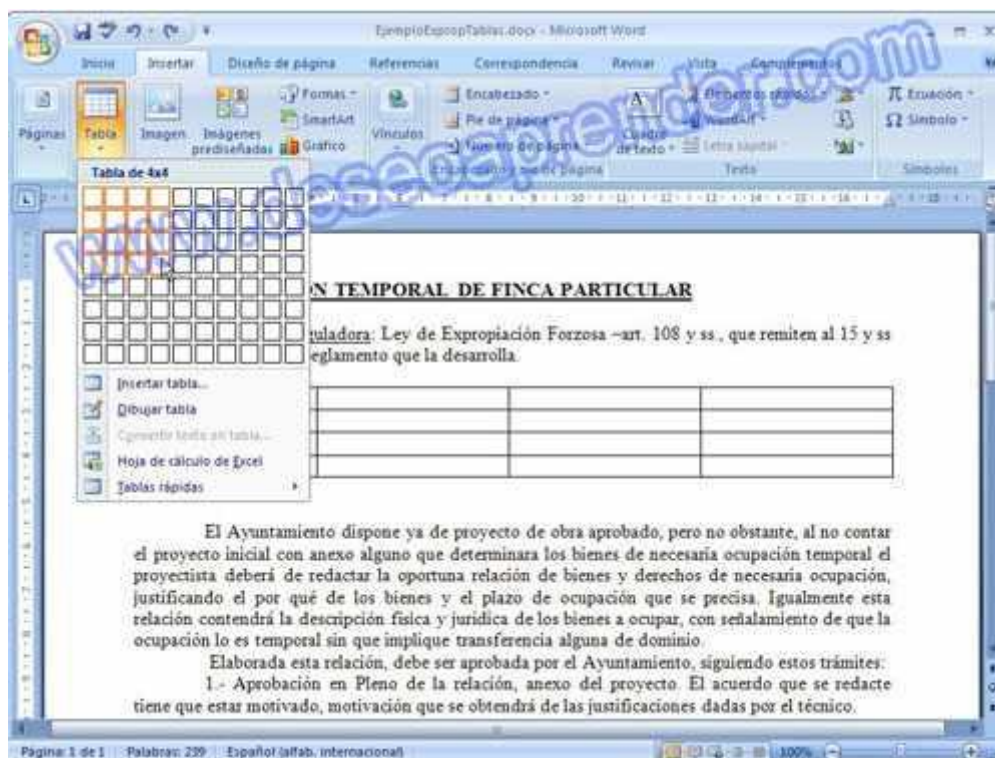 EjemploExpropTablas.docx - Microsoft Word
Inicio Insertar Diseño de página Referencias Correspondencia Revisar Vista Complementos
Páginas Tabla Imagen Imágenes prediseñadas Formas SmartArt Gráfico Vínculos
Encabezado
Pie de página
Número de página
Encabezado y pie de página
Cuadro de texto
Elementos rápidos
WordArt
Letra capital
Texto
Ecuación
Símbolo
Símbolos
www.deseoaprender.com
Tabla de 4x4
Insertar tabla...
Dibujar tabla
Convertir texto en tabla...
Hoja de cálculo de Excel
Tablas rápidas
N TEMPORAL DE FINCA PARTICULAR
guladora: Ley de Expropiación Forzosa –art. 108 y ss., que remiten al 15 y ss
eglamento que la desarrolla.
El Ayuntamiento dispone ya de proyecto de obra aprobado, pero no obstante, al no contar
el proyecto inicial con anexo alguno que determinara los bienes de necesaria ocupación temporal el
proyectista deberá de redactar la oportuna relación de bienes y derechos de necesaria ocupación,
justificando el por qué de los bienes y el plazo de ocupación que se precisa. Igualmente esta
relación contendrá la descripción física y jurídica de los bienes a ocupar, con señalamiento de que la
ocupación lo es temporal sin que implique transferencia alguna de dominio.
Elaborada esta relación, debe ser aprobada por el Ayuntamiento, siguiendo estos trámites:
1.- Aprobación en Pleno de la relación, anexo del proyecto. El acuerdo que se redacte
tiene que estar motivado, motivación que se obtendrá de las justificaciones dadas por el técnico.
Página: 1 de 1 Palabras: 239 Español (alfab. internacional) 100%